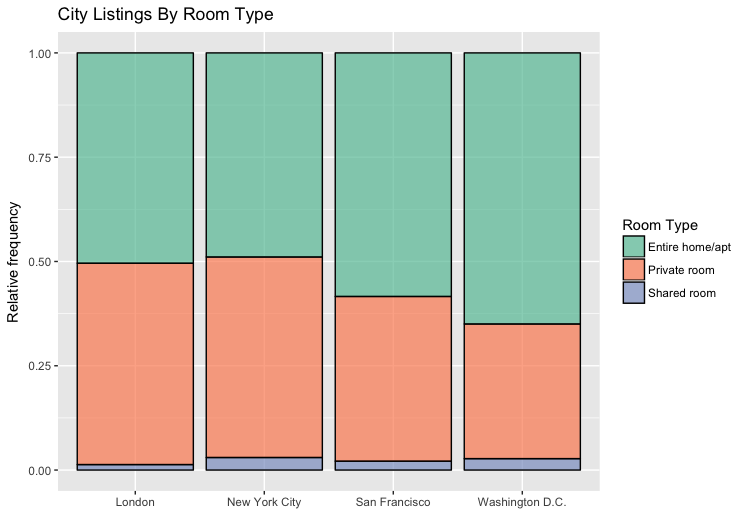 City Listings By Room Type
Relative frequency
1.00
0.75
0.50
0.25
0.00
London
New York City
San Francisco
Washington D.C.
Room Type
Entire home/apt
Private room
Shared room